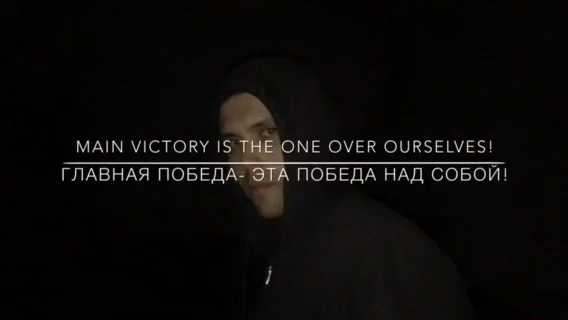 MAIN VICTORY IS THE ONE OVER OURSELVES!
ГЛАВНАЯ ПОБЕДА- ЭТА ПОБЕДА НАД СОБОЙ!